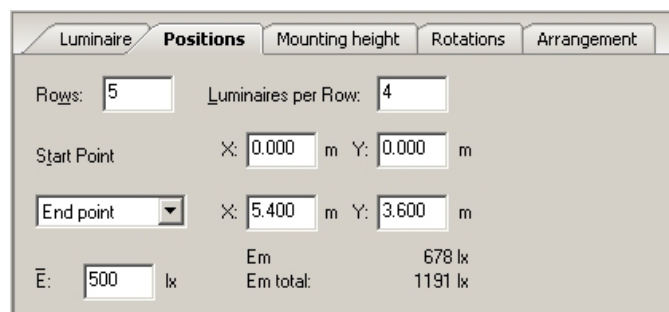 Luminaire Positions Mounting height Rotations Arrangement
Rows: 5 Luminaires per Row: 4
Start Point X: 0.000 m Y: 0.000 m
End point X: 5.400 m Y: 3.600 m
Em 678 lx
E̅: 500 lx Em total: 1191 lx